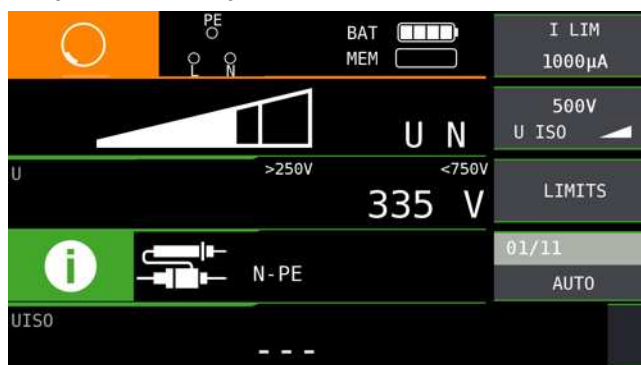 PE
L N
BAT
MEM
I LIM
1000µA
500V
U ISO
U N
U >250V <750V
335 V
LIMITS
i N-PE
01/11
AUTO
UISO
---